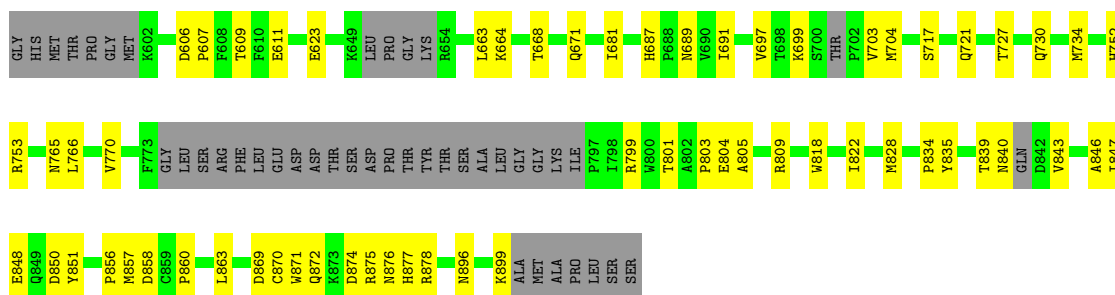 GLY HIS MET THR PRO GLY MET K602 D606 P607 F608 T609 F610 E611 E623 K649 LEU PRO GLY LYS R654 L663 K664 T668 Q671 I681 H687 P688 N689 V690 I691 V697 T698 K699 S700 THR P702 V703 M704 S717 Q721 T727 Q730 M734 H752
R753 N765 L766 V770 F773 GLY LEU SER ARG PHE LEU GLU ASP ASP THR SER ASP PRO THR TYR THR SER ALA LEU GLY GLY LYS ILE P797 I798 R799 W800 T801 A802 P803 E804 A805 R809 W818 I822 M828 P834 Y835 T839 N840 GLN D842 V843 A846
E848 Q849 D850 Y851 P856 M857 D858 C859 P860 L863 D869 C870 W871 Q872 K873 D874 R875 N876 H877 R878 N896 K899 ALA MET ALA PRO LEU SER SER